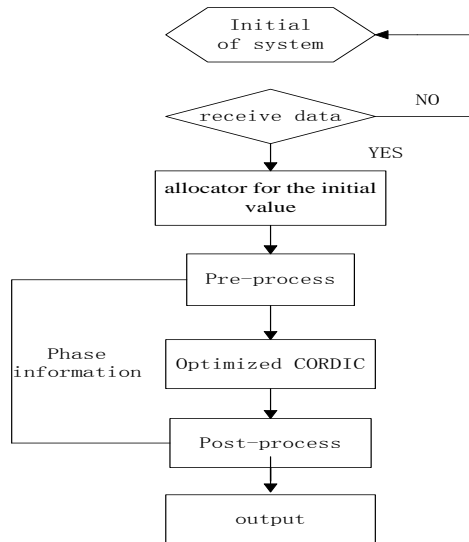 Initial
of system
receive data
NO
YES
allocator for the initial
value
Pre-process
Phase
information
Optimized CORDIC
Post-process
output